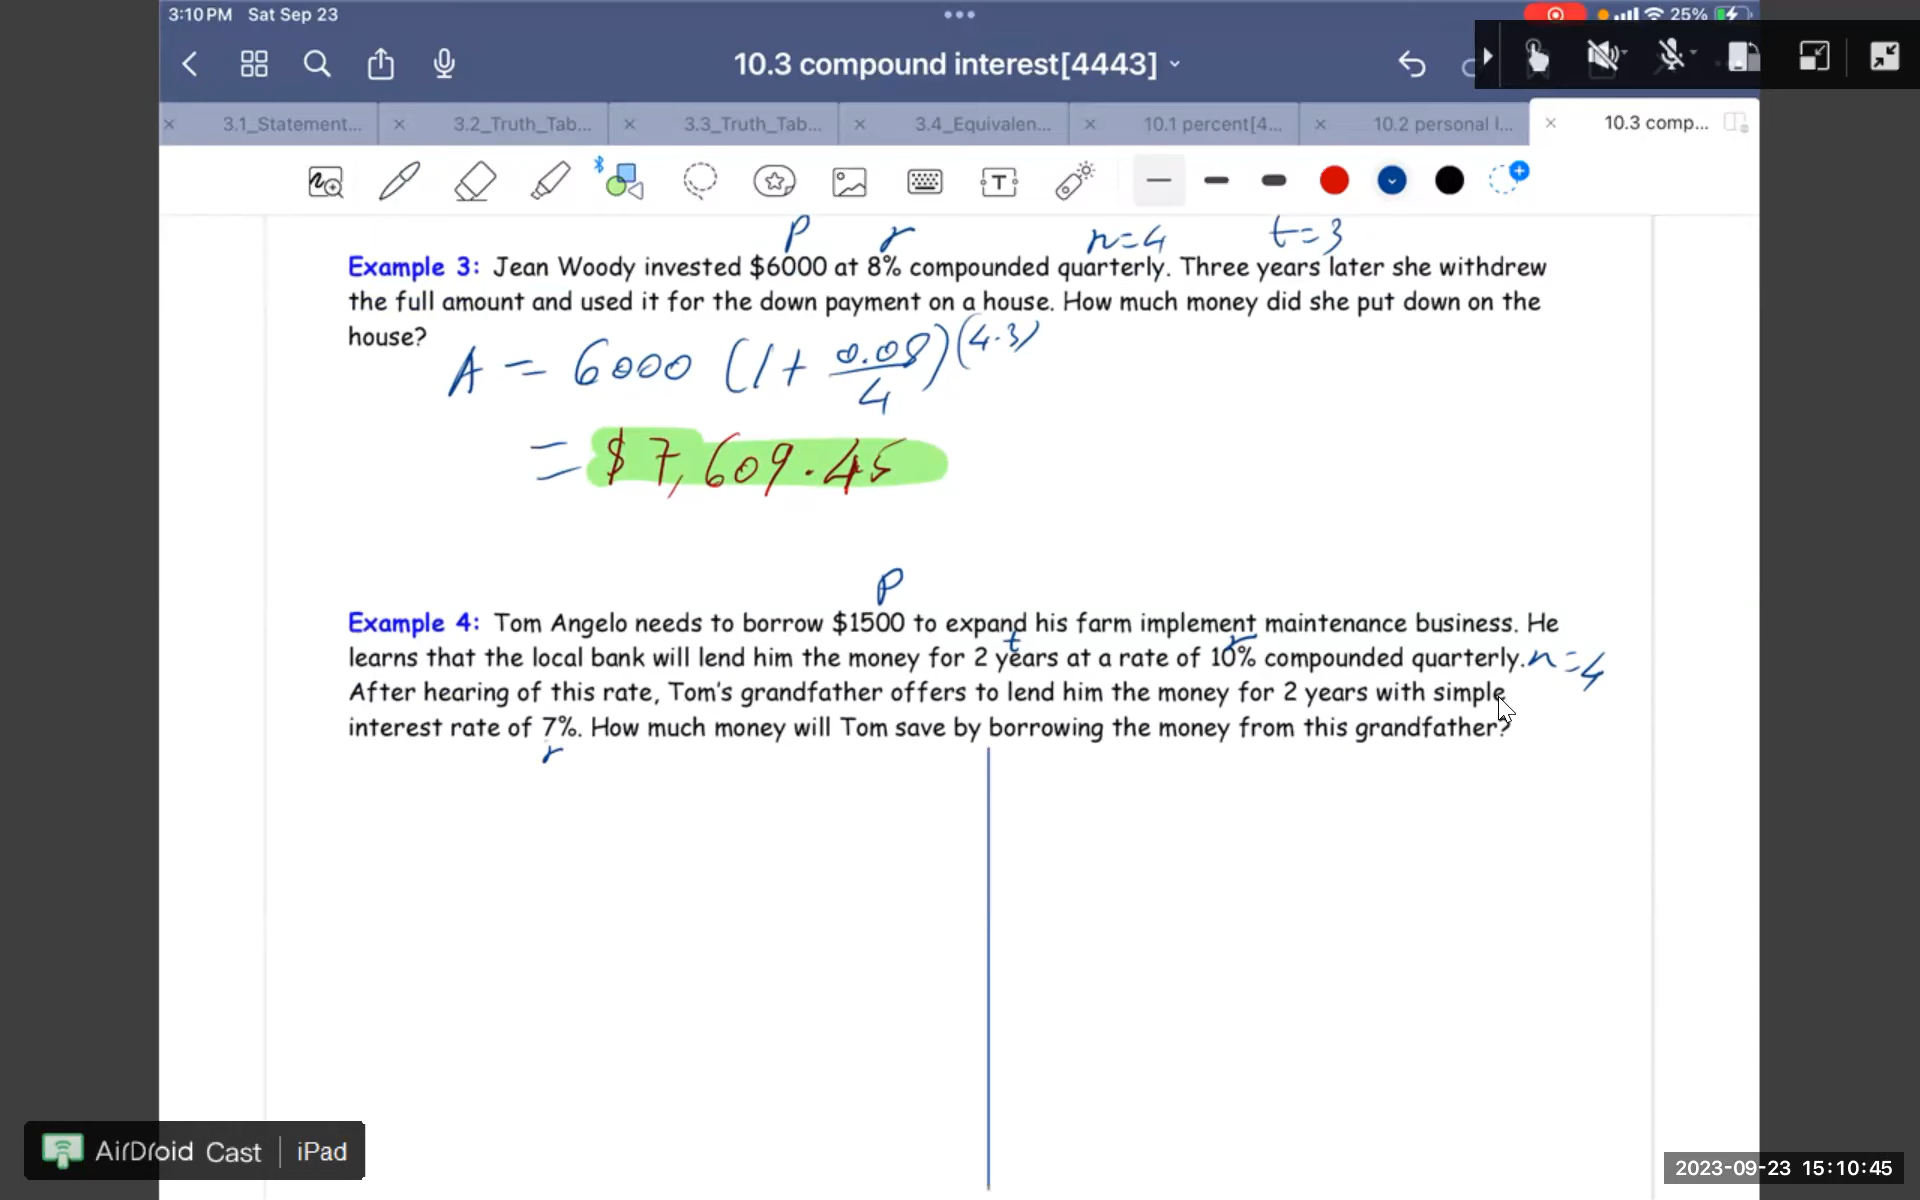 3:10 PM Sat Sep 23
25%
10.3 compound interest[4443]
3.1_Statement...
3.2_Truth_Tab...
3.3_Truth_Tab...
3.4_Equivalen...
10.1 percent[4...
10.2 personal l...
10.3 comp...
T
P r n=4 t=3
Example 3: Jean Woody invested $6000 at 8% compounded quarterly. Three years later she withdrew
the full amount and used it for the down payment on a house. How much money did she put down on the
house?
A = 6000 (1 + 0.08/4)^(4·3)
= $7,609.45
P
Example 4: Tom Angelo needs to borrow $1500 to expand his farm implement maintenance business. He
t r
learns that the local bank will lend him the money for 2 years at a rate of 10% compounded quarterly. n=4
After hearing of this rate, Tom's grandfather offers to lend him the money for 2 years with simple
interest rate of 7%. How much money will Tom save by borrowing the money from this grandfather?
r
AirDroid Cast | iPad
2023-09-23 15:10:45